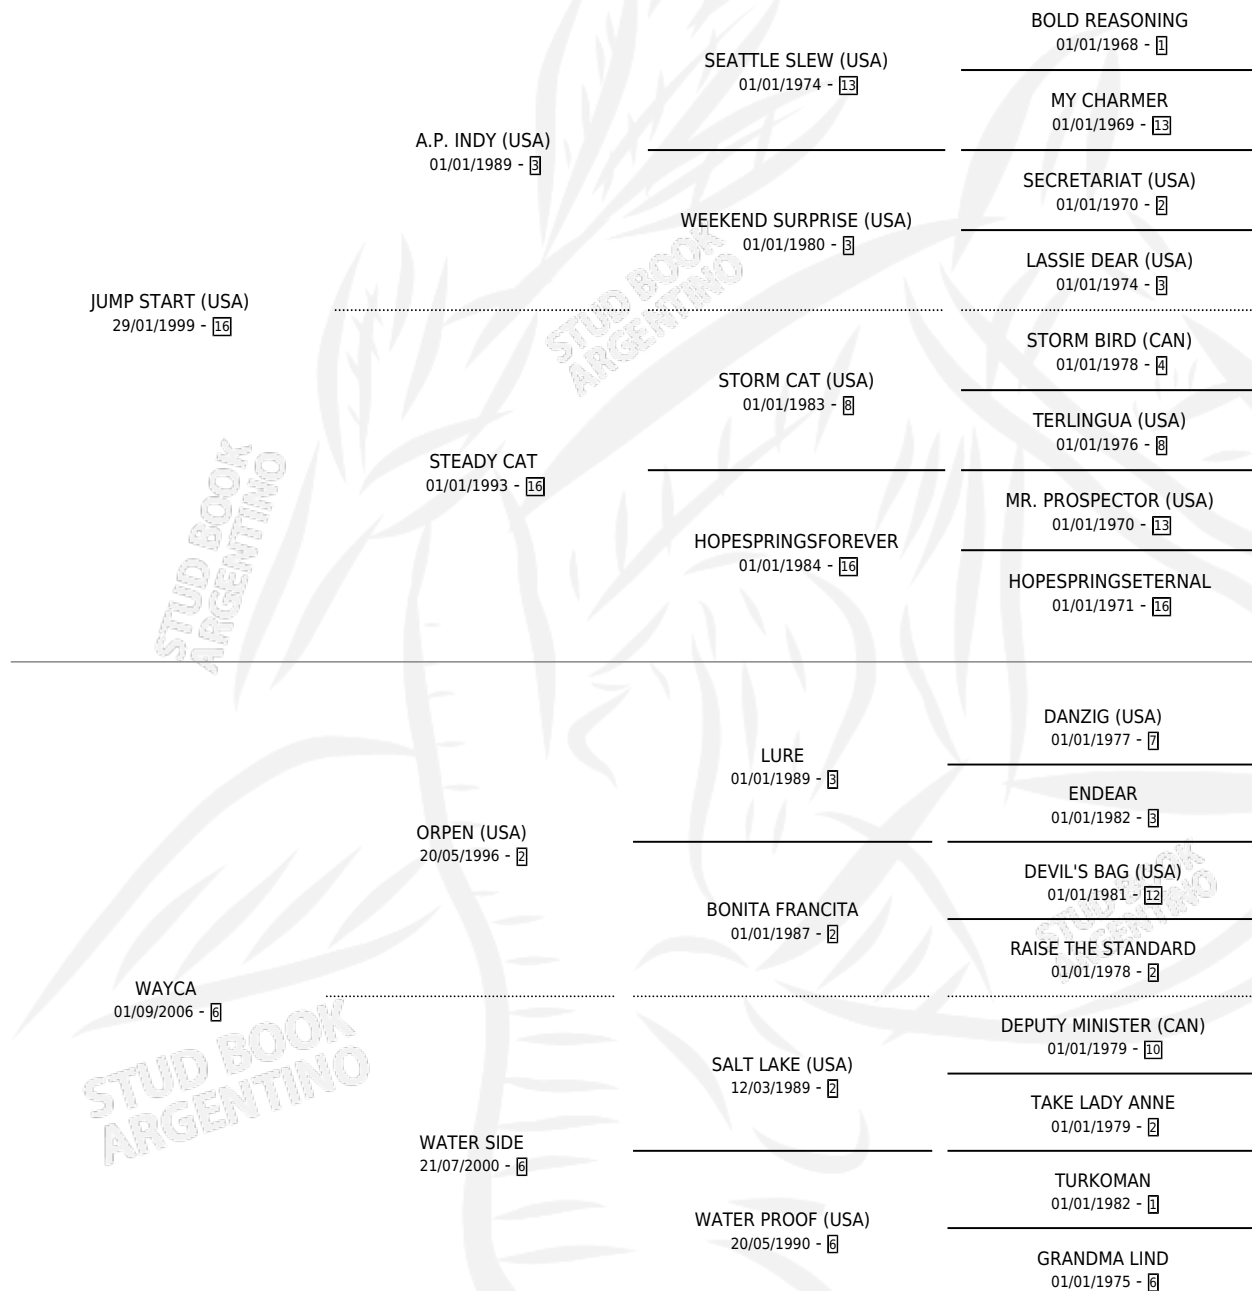 BOLD REASONING
01/01/1968 - 1
SEATTLE SLEW (USA)
01/01/1974 - 13
MY CHARMER
01/01/1969 - 13
A.P. INDY (USA)
01/01/1989 - 3
SECRETARIAT (USA)
01/01/1970 - 2
WEEKEND SURPRISE (USA)
01/01/1980 - 3
LASSIE DEAR (USA)
01/01/1974 - 3
JUMP START (USA)
29/01/1999 - 16
STORM BIRD (CAN)
01/01/1978 - 4
STORM CAT (USA)
01/01/1983 - 8
TERLINGUA (USA)
01/01/1976 - 8
STEADY CAT
01/01/1993 - 16
MR. PROSPECTOR (USA)
01/01/1970 - 13
HOPESPRINGSFOREVER
01/01/1984 - 16
HOPESPRINGSETERNAL
01/01/1971 - 16
DANZIG (USA)
01/01/1977 - 7
LURE
01/01/1989 - 3
ENDEAR
01/01/1982 - 3
ORPEN (USA)
20/05/1996 - 2
DEVIL'S BAG (USA)
01/01/1981 - 12
BONITA FRANCITA
01/01/1987 - 2
RAISE THE STANDARD
01/01/1978 - 2
WAYCA
01/09/2006 - 6
DEPUTY MINISTER (CAN)
01/01/1979 - 10
SALT LAKE (USA)
12/03/1989 - 2
TAKE LADY ANNE
01/01/1979 - 2
WATER SIDE
21/07/2000 - 6
TURKOMAN
01/01/1982 - 1
WATER PROOF (USA)
20/05/1990 - 6
GRANDMA LIND
01/01/1975 - 6
STUD BOOK
ARGENTINO
STUD BOOK
ARGENTINO
STUD BOOK
ARGENTINO
STUD BOOK
ARGENTINO